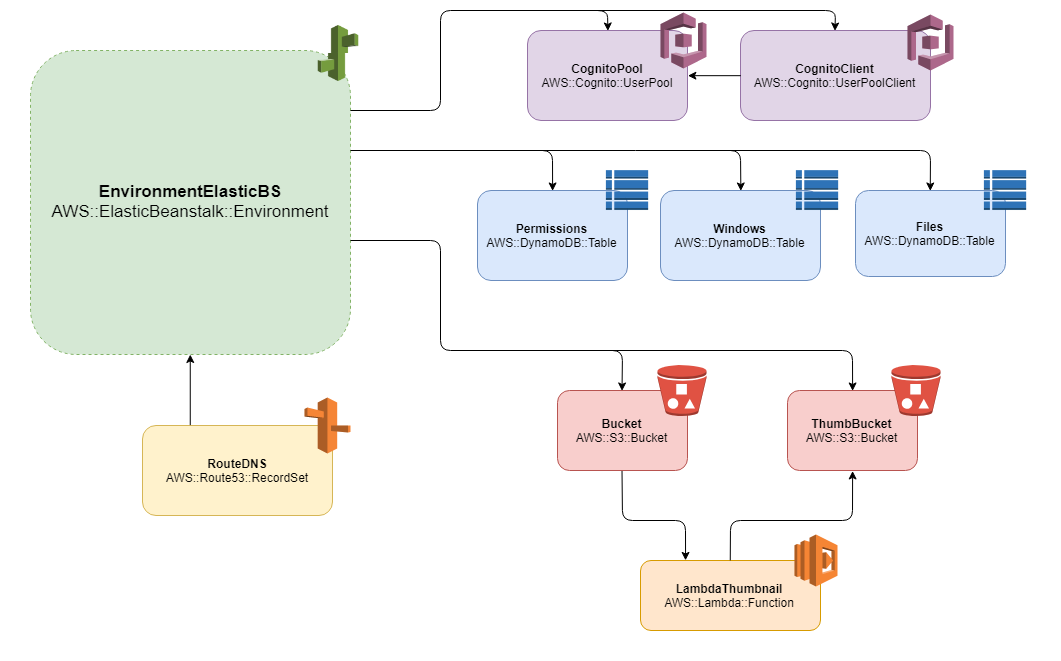 CognitoPool
AWS::Cognito::UserPool
CognitoClient
AWS::Cognito::UserPoolClient
EnvironmentElasticBS
AWS::ElasticBeanstalk::Environment
Permissions
AWS::DynamoDB::Table
Windows
AWS::DynamoDB::Table
Files
AWS::DynamoDB::Table
Bucket
AWS::S3::Bucket
ThumbBucket
AWS::S3::Bucket
RouteDNS
AWS::Route53::RecordSet
LambdaThumbnail
AWS::Lambda::Function